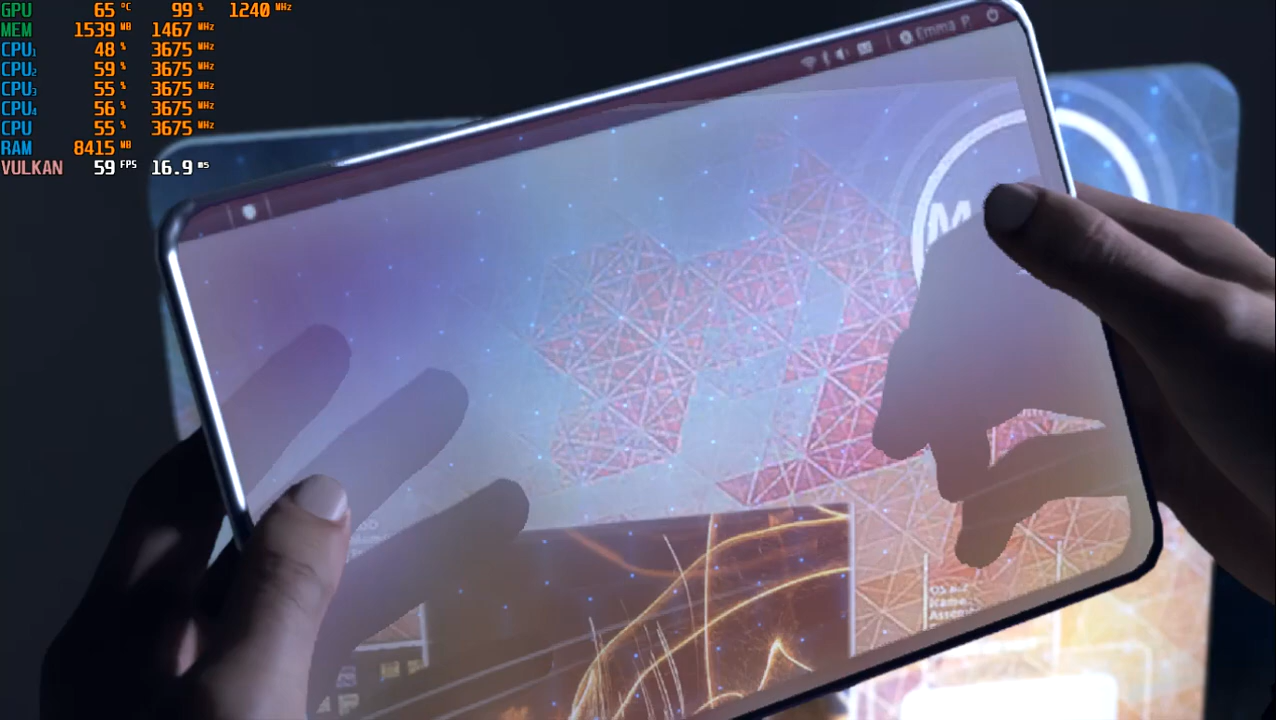 GPU 65 °C 99 % 1240 MHz
MEM 1539 MB 1467 MHz
CPU1 48 % 3675 MHz
CPU2 59 % 3675 MHz
CPU3 55 % 3675 MHz
CPU4 56 % 3675 MHz
CPU 55 % 3675 MHz
RAM 8415 MB
VULKAN 59 FPS 16.9 ms
Emma P.
M